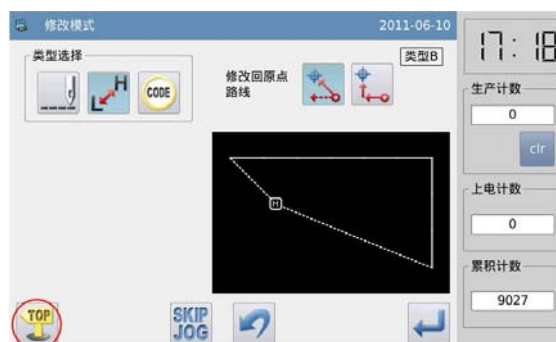 修改模式
2011-06-10
17:18
类型选择
类型B
L
H
CODE
修改回原点
路线
生产计数
0
clr
H
上电计数
0
累积计数
9027
TOP
SKIP
JOG